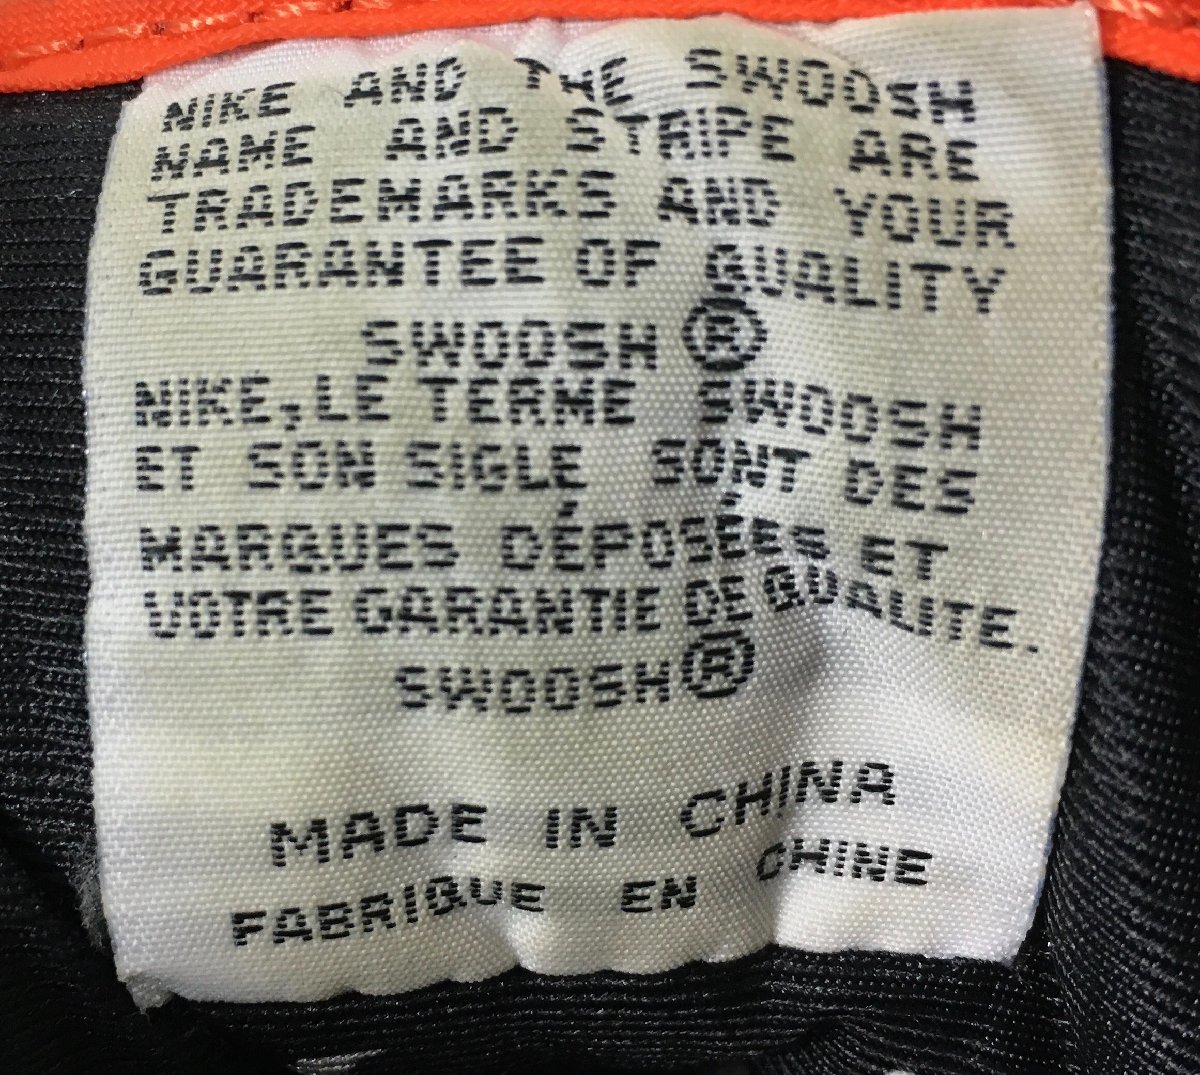 NIKE AND THE SWOOSH
NAME AND STRIPE ARE
TRADEMARKS AND YOUR
GUARANTEE OF QUALITY
SWOOSH ®
NIKE, LE TERME SWOOSH
ET SON SIGLE SONT DES
MARQUES DÉPOSÉES ET
VOTRE GARANTIE DE QUALITE.
SWOOSH ®
MADE IN CHINA
FABRIQUE EN CHINE